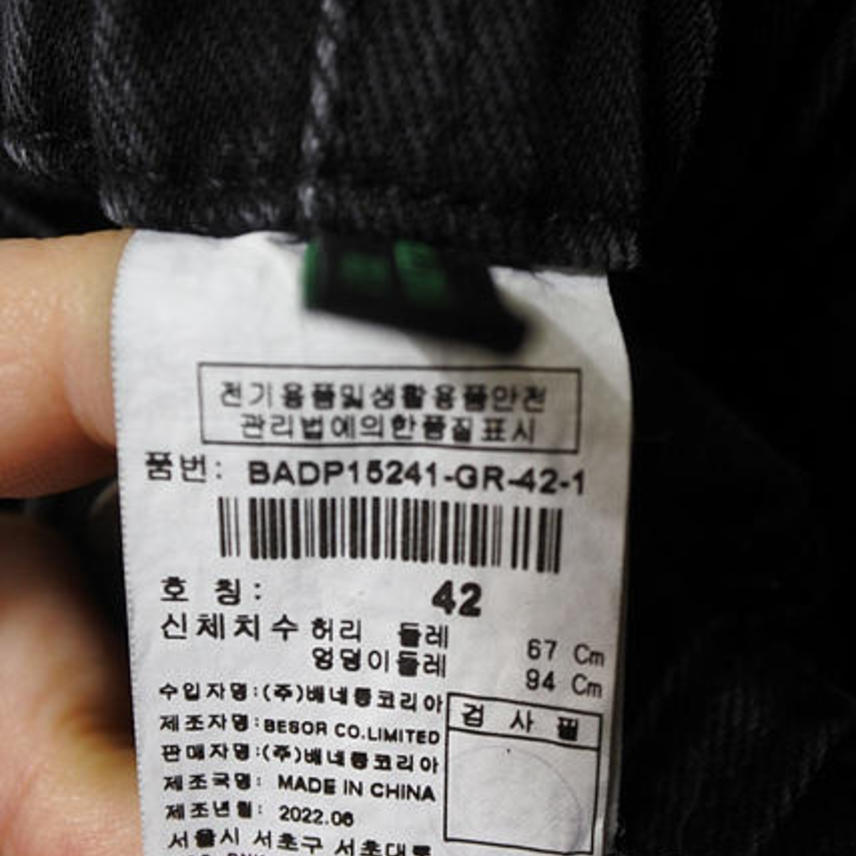 전기용품및생활용품안전
관리법에의한품질표시
품번: BADP15241-GR-42-1
호 칭: 42
신체치수 허리 둘레 67 Cm
엉덩이둘레 94 Cm
수입자명:(주)베네통코리아
검 사 필
제조자명:BESOR CO.LIMITED
판매자명:(주)베네통코리아
제조국명: MADE IN CHINA
제조년월: 2022.06
서울시 서초구 서초대로